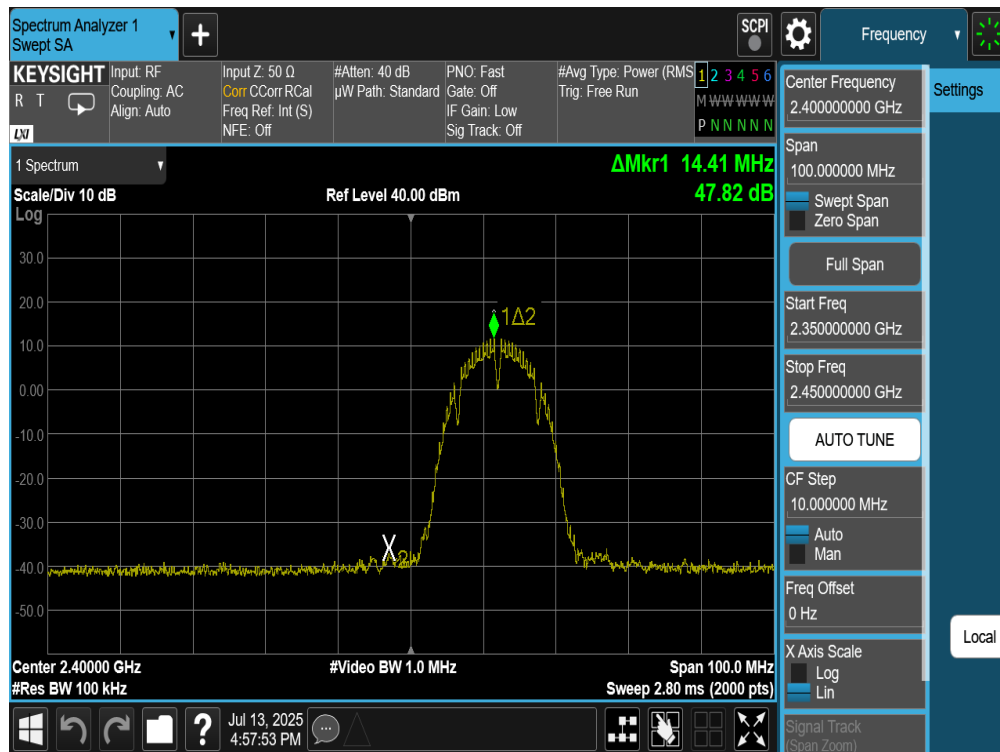 Spectrum Analyzer 1
Swept SA
+
SCPI
Frequency
KEYSIGHT
R T
LXI
Input: RF
Coupling: AC
Align: Auto
Input Z: 50 Ω
Corr CCorr RCal
Freq Ref: Int (S)
NFE: Off
#Atten: 40 dB
µW Path: Standard
PNO: Fast
Gate: Off
IF Gain: Low
Sig Track: Off
#Avg Type: Power (RMS
Trig: Free Run
1 2 3 4 5 6
M W W W W W
P N N N N N
Settings
Center Frequency
2.400000000 GHz
Span
100.000000 MHz
Swept Span
Zero Span
Full Span
Start Freq
2.350000000 GHz
Stop Freq
2.450000000 GHz
AUTO TUNE
CF Step
10.000000 MHz
Auto
Man
Freq Offset
0 Hz
X Axis Scale
Log
Lin
Signal Track
(Span Zoom)
Local
1 Spectrum
ΔMkr1 14.41 MHz
47.82 dB
Scale/Div 10 dB
Ref Level 40.00 dBm
Log
30.0
20.0
10.0
0.00
-10.0
-20.0
-30.0
-40.0
-50.0
1Δ2
X
2
Center 2.40000 GHz
#Video BW 1.0 MHz
Span 100.0 MHz
#Res BW 100 kHz
Sweep 2.80 ms (2000 pts)
?
Jul 13, 2025
4:57:53 PM